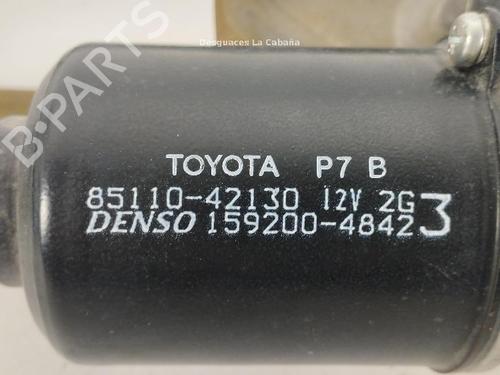 Desguaces La Cabaña
B-PARTS
TOYOTA P7 B
85110-42130 12V 2G
DENSO 159200-4842 3